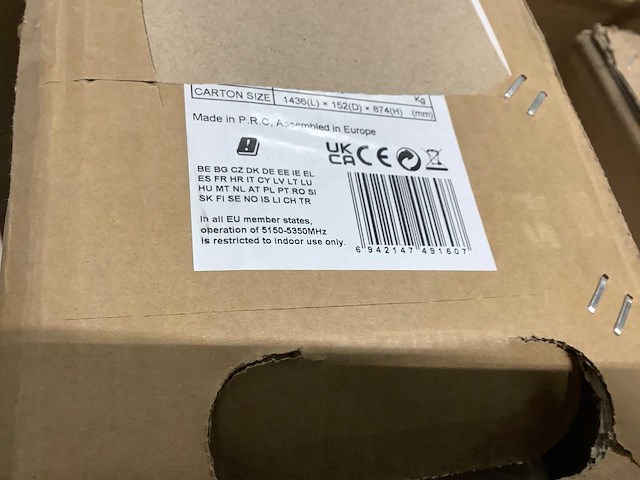 Kg
CARTON SIZE 1436(L) × 152(D) × 874(H) (mm)
Made in P.R.C, Assembled in Europe
UK
CA CE
BE BG CZ DK DE EE IE EL
ES FR HR IT CY LV LT LU
HU MT NL AT PL PT RO SI
SK FI SE NO IS LI CH TR
In all EU member states,
operation of 5150-5350MHz
is restricted to indoor use only.
6 942147 491607